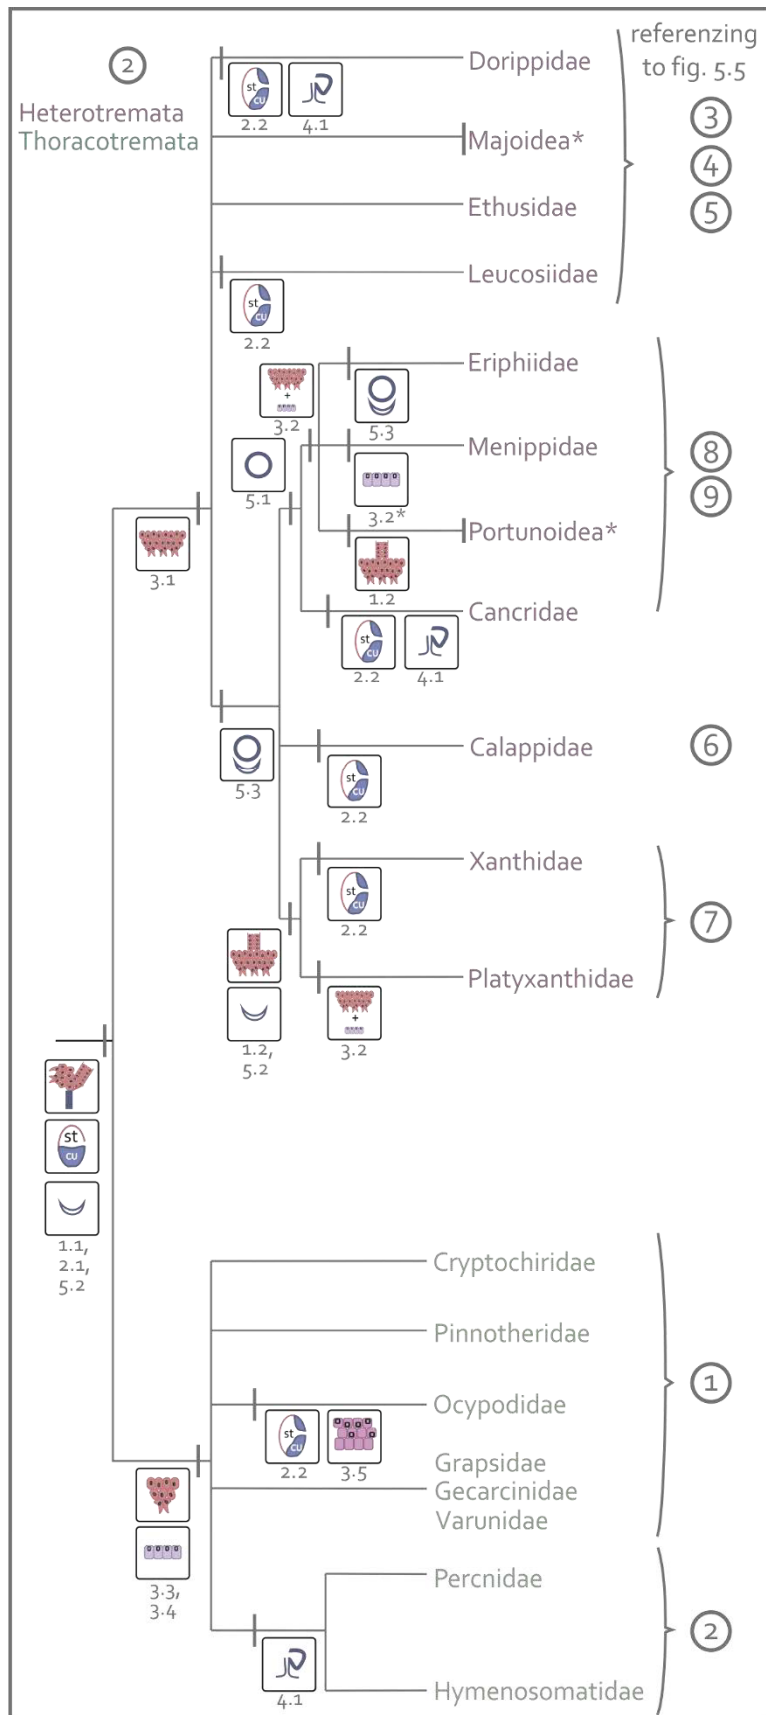 ②
Heterotremata
Thoracotremata
referenzing
to fig. 5.5
③
④
⑤
Dorippidae
st
cu
2.2
4.1
Majoidea*
Ethusidae
Leucosiidae
st
cu
2.2
Eriphiidae
+
3.2
5.3
Menippidae
⑧
⑨
5.1
3.2*
Portunoidea*
3.1
1.2
Cancridae
st
cu
2.2
4.1
Calappidae
⑥
5.3
st
cu
2.2
Xanthidae
st
cu
2.2
⑦
Platyxanthidae
1.2,
5.2
+
3.2
st
cu
1.1,
2.1,
5.2
Cryptochiridae
Pinnotheridae
①
Ocypodidae
st
cu
2.2
3.5
Grapsidae
Gecarcinidae
Varunidae
3.3,
3.4
Percnidae
②
4.1
Hymenosomatidae